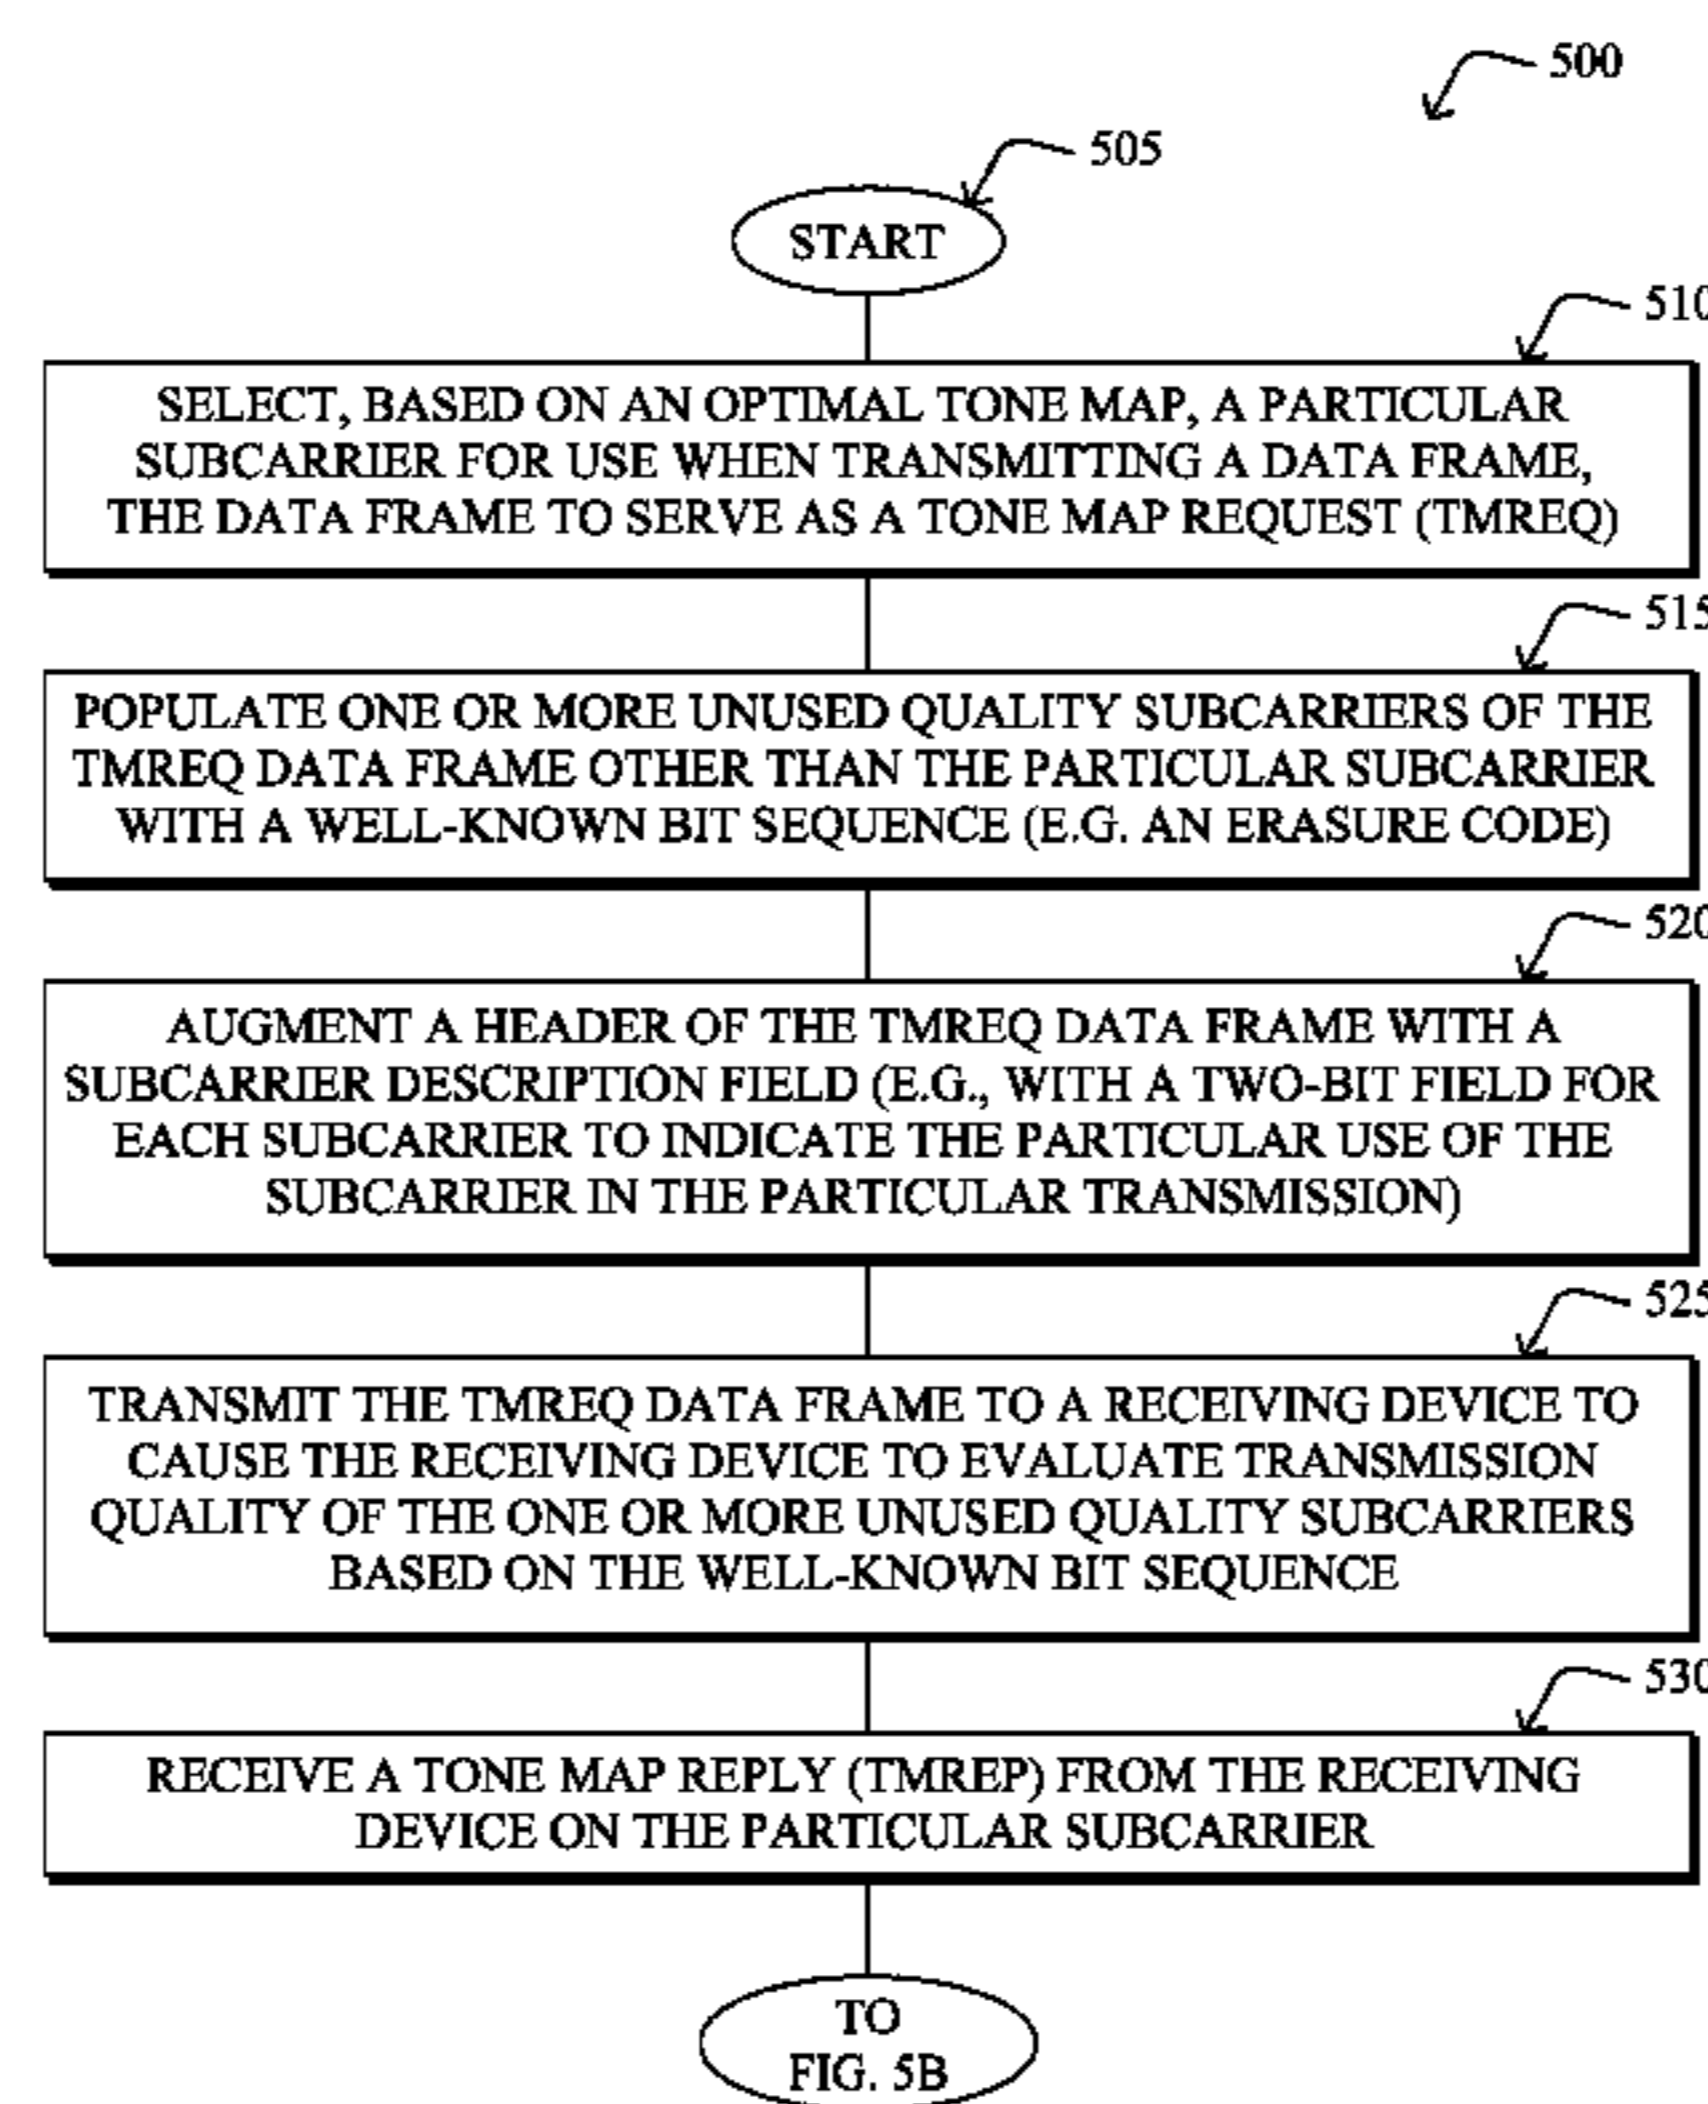 500
505
START
510
SELECT, BASED ON AN OPTIMAL TONE MAP, A PARTICULAR
SUBCARRIER FOR USE WHEN TRANSMITTING A DATA FRAME,
THE DATA FRAME TO SERVE AS A TONE MAP REQUEST (TMREQ)
515
POPULATE ONE OR MORE UNUSED QUALITY SUBCARRIERS OF THE
TMREQ DATA FRAME OTHER THAN THE PARTICULAR SUBCARRIER
WITH A WELL-KNOWN BIT SEQUENCE (E.G. AN ERASURE CODE)
520
AUGMENT A HEADER OF THE TMREQ DATA FRAME WITH A
SUBCARRIER DESCRIPTION FIELD (E.G., WITH A TWO-BIT FIELD FOR
EACH SUBCARRIER TO INDICATE THE PARTICULAR USE OF THE
SUBCARRIER IN THE PARTICULAR TRANSMISSION)
525
TRANSMIT THE TMREQ DATA FRAME TO A RECEIVING DEVICE TO
CAUSE THE RECEIVING DEVICE TO EVALUATE TRANSMISSION
QUALITY OF THE ONE OR MORE UNUSED QUALITY SUBCARRIERS
BASED ON THE WELL-KNOWN BIT SEQUENCE
530
RECEIVE A TONE MAP REPLY (TMREP) FROM THE RECEIVING
DEVICE ON THE PARTICULAR SUBCARRIER
TO
FIG. 5B